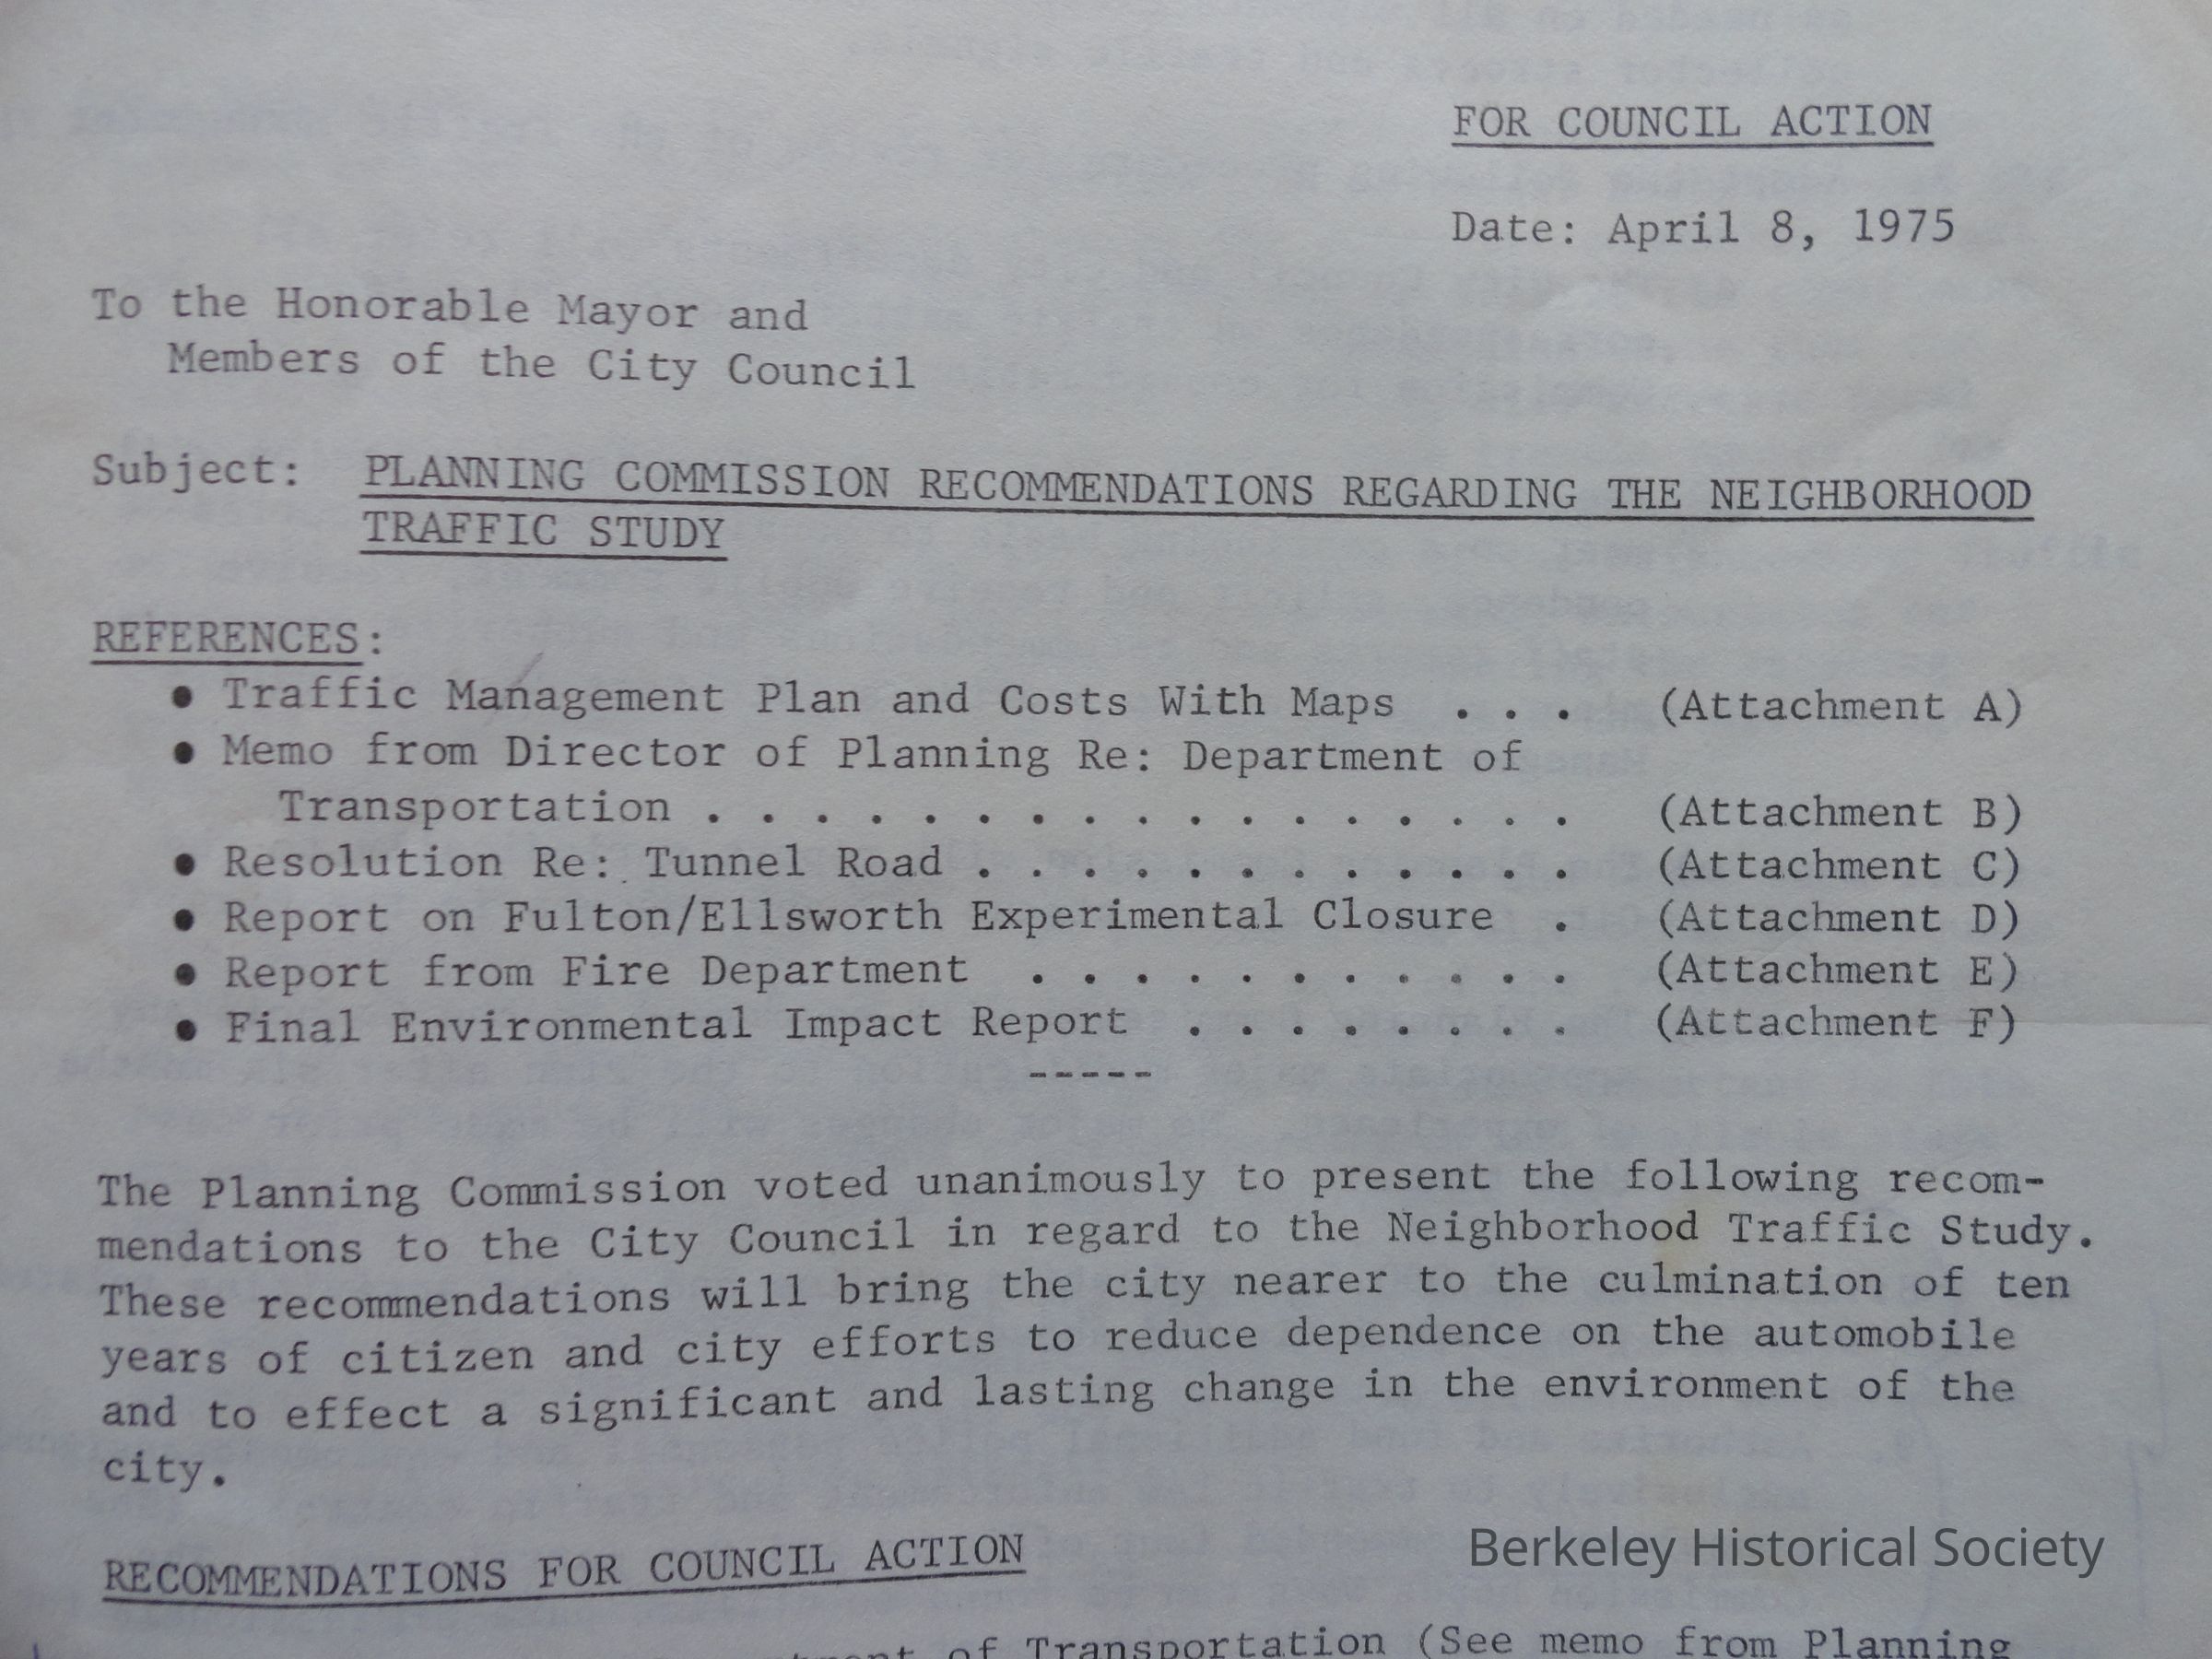 FOR COUNCIL ACTION
Date: April 8, 1975
To the Honorable Mayor and
Members of the City Council
Subject: PLANNING COMMISSION RECOMMENDATIONS REGARDING THE NEIGHBORHOOD
TRAFFIC STUDY
REFERENCES:
● Traffic Management Plan and Costs With Maps . . . (Attachment A)
● Memo from Director of Planning Re: Department of
Transportation . . . . . . . . . . . . . . . . . (Attachment B)
● Resolution Re: Tunnel Road . . . . . . . . . . . . (Attachment C)
● Report on Fulton/Ellsworth Experimental Closure . (Attachment D)
● Report from Fire Department . . . . . . . . . . . (Attachment E)
● Final Environmental Impact Report . . . . . . . . (Attachment F)
-----
The Planning Commission voted unanimously to present the following recom-
mendations to the City Council in regard to the Neighborhood Traffic Study.
These recommendations will bring the city nearer to the culmination of ten
years of citizen and city efforts to reduce dependence on the automobile
and to effect a significant and lasting change in the environment of the
city.
RECOMMENDATIONS FOR COUNCIL ACTION
Berkeley Historical Society
of Transportation (See memo from Planning